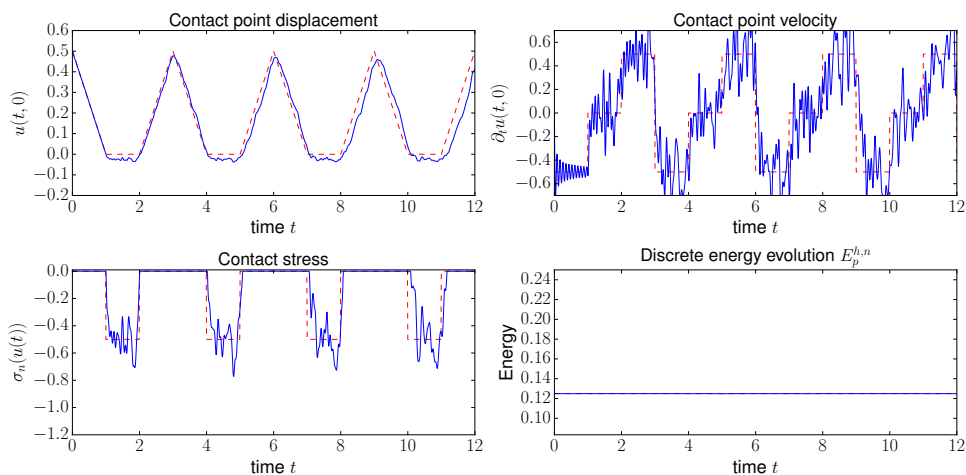 Contact point displacement
u(t, 0)
0.5
0.4
0.3
0.2
0.1
0.0
−0.1
0.2
0 2 4 6 8 10 12
time t
Contact point velocity
∂ₜu(t, 0)
0.6
0.4
0.2
0.0
−0.2
−0.4
−0.6
0 2 4 6 8 10 12
time t
Contact stress
σₙ(u(t))
0.0
−0.2
−0.4
−0.6
−0.8
−1.0
−1.2
0 2 4 6 8 10 12
time t
Discrete energy evolution Eₚʰ,ⁿ
Energy
0.24
0.22
0.20
0.18
0.16
0.14
0.12
0.10
0 2 4 6 8 10 12
time t